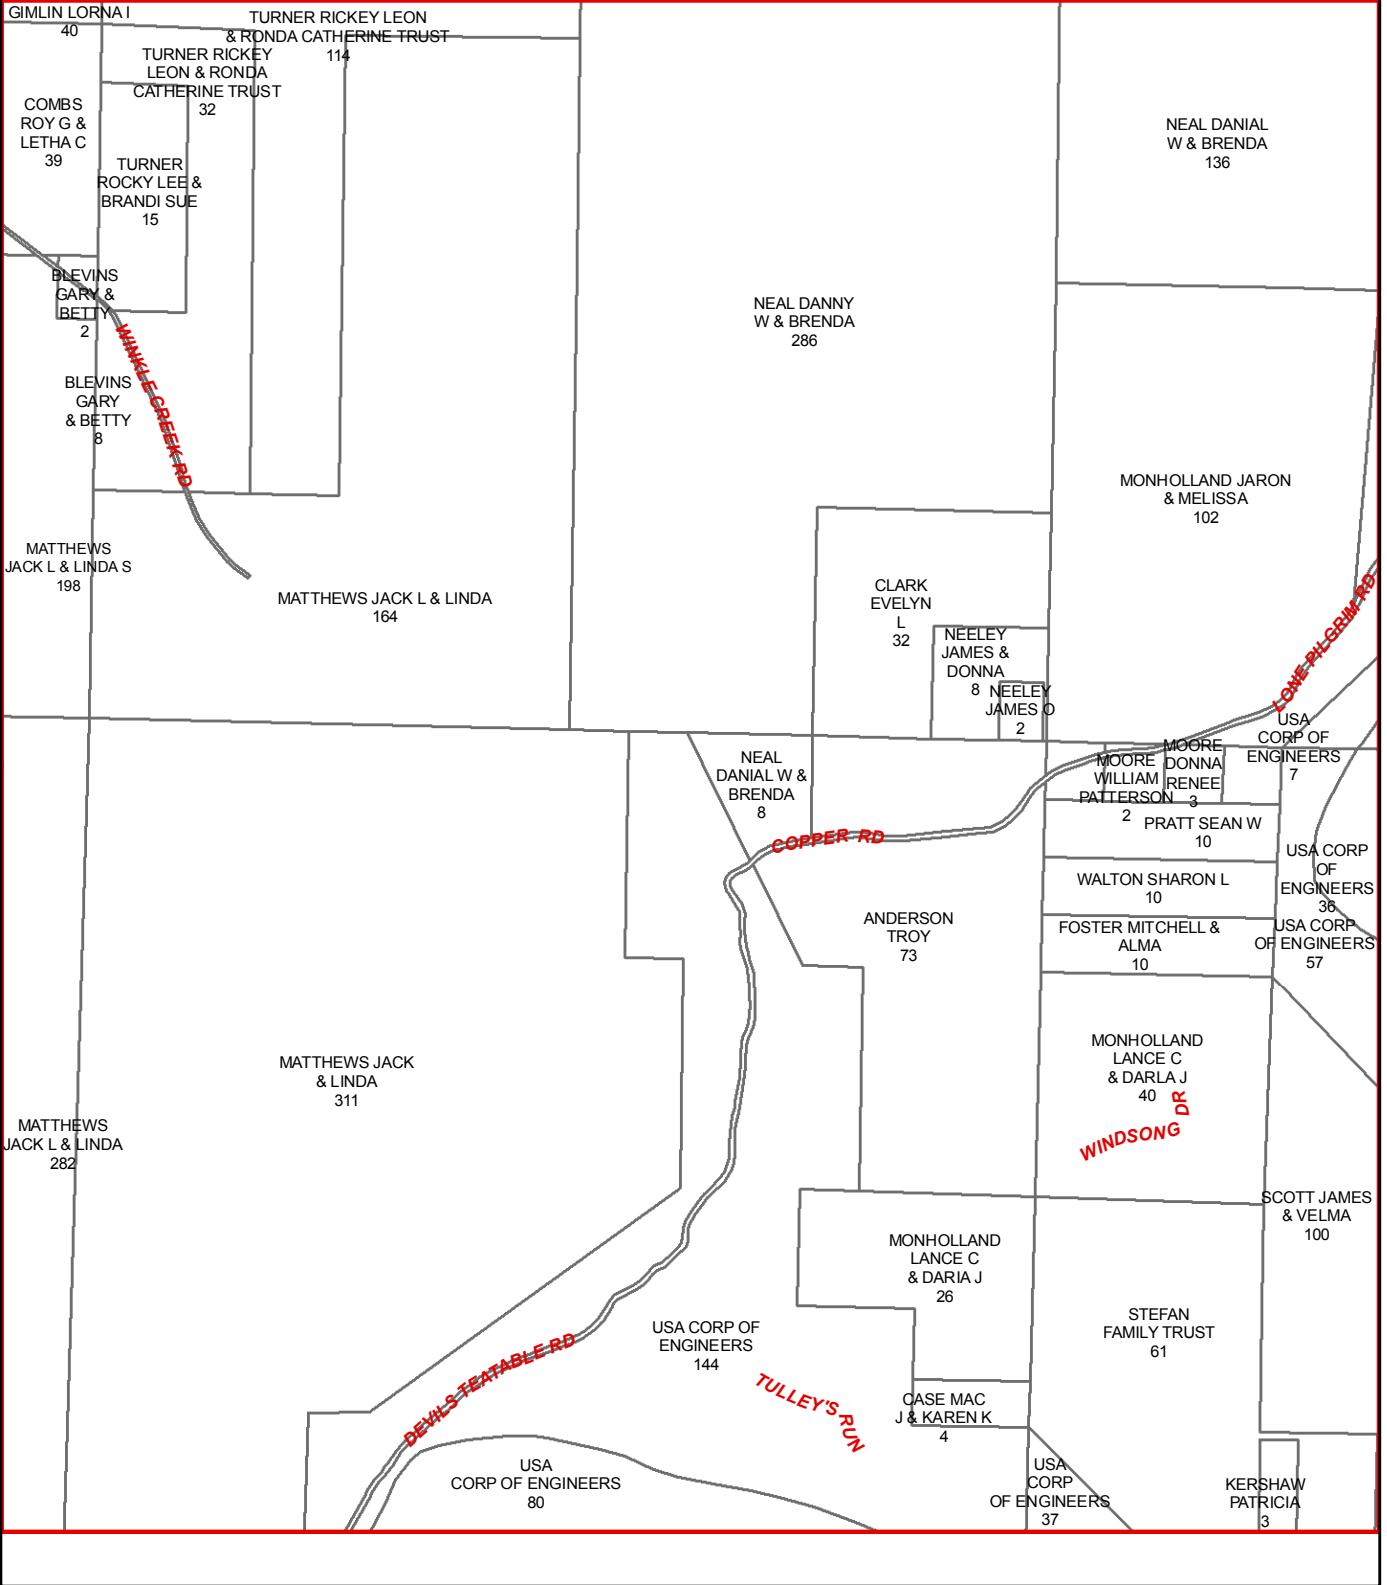 GIMLIN LORNA I
40
TURNER RICKEY LEON
& RONDA CATHERINE TRUST
114
TURNER RICKEY
LEON & RONDA
CATHERINE TRUST
32
COMBS
ROY G &
LETHA C
39
TURNER
ROCKY LEE &
BRANDI SUE
15
NEAL DANIAL
W & BRENDA
136
BLEVINS
GARY &
BETTY
2
NEAL DANNY
W & BRENDA
286
WINKLE CREEK RD
BLEVINS
GARY
& BETTY
8
MONHOLLAND JARON
& MELISSA
102
MATTHEWS
JACK L & LINDA S
198
MATTHEWS JACK L & LINDA
164
CLARK
EVELYN
L
32
NEELEY
JAMES &
DONNA
8
NEELEY
JAMES O
2
LONE PILGRIM RD
USA
CORP OF
ENGINEERS
7
NEAL
DANIAL W &
BRENDA
8
MOORE
WILLIAM
PATTERSON
2
MOORE
DONNA
RENEE
3
PRATT SEAN W
10
COPPER RD
USA CORP
OF
ENGINEERS
36
WALTON SHARON L
10
ANDERSON
TROY
73
FOSTER MITCHELL &
ALMA
10
USA CORP
OF ENGINEERS
57
MATTHEWS JACK
& LINDA
311
MONHOLLAND
LANCE C
& DARLA J
40
WINDSONG DR
MATTHEWS
JACK L & LINDA
282
SCOTT JAMES
& VELMA
100
MONHOLLAND
LANCE C
& DARIA J
26
STEFAN
FAMILY TRUST
61
USA CORP OF
ENGINEERS
144
DEVILS TEATABLE RD
TULLEY'S RUN
CASE MAC
J & KAREN K
4
USA
CORP OF ENGINEERS
80
USA
CORP
OF ENGINEERS
37
KERSHAW
PATRICIA
3